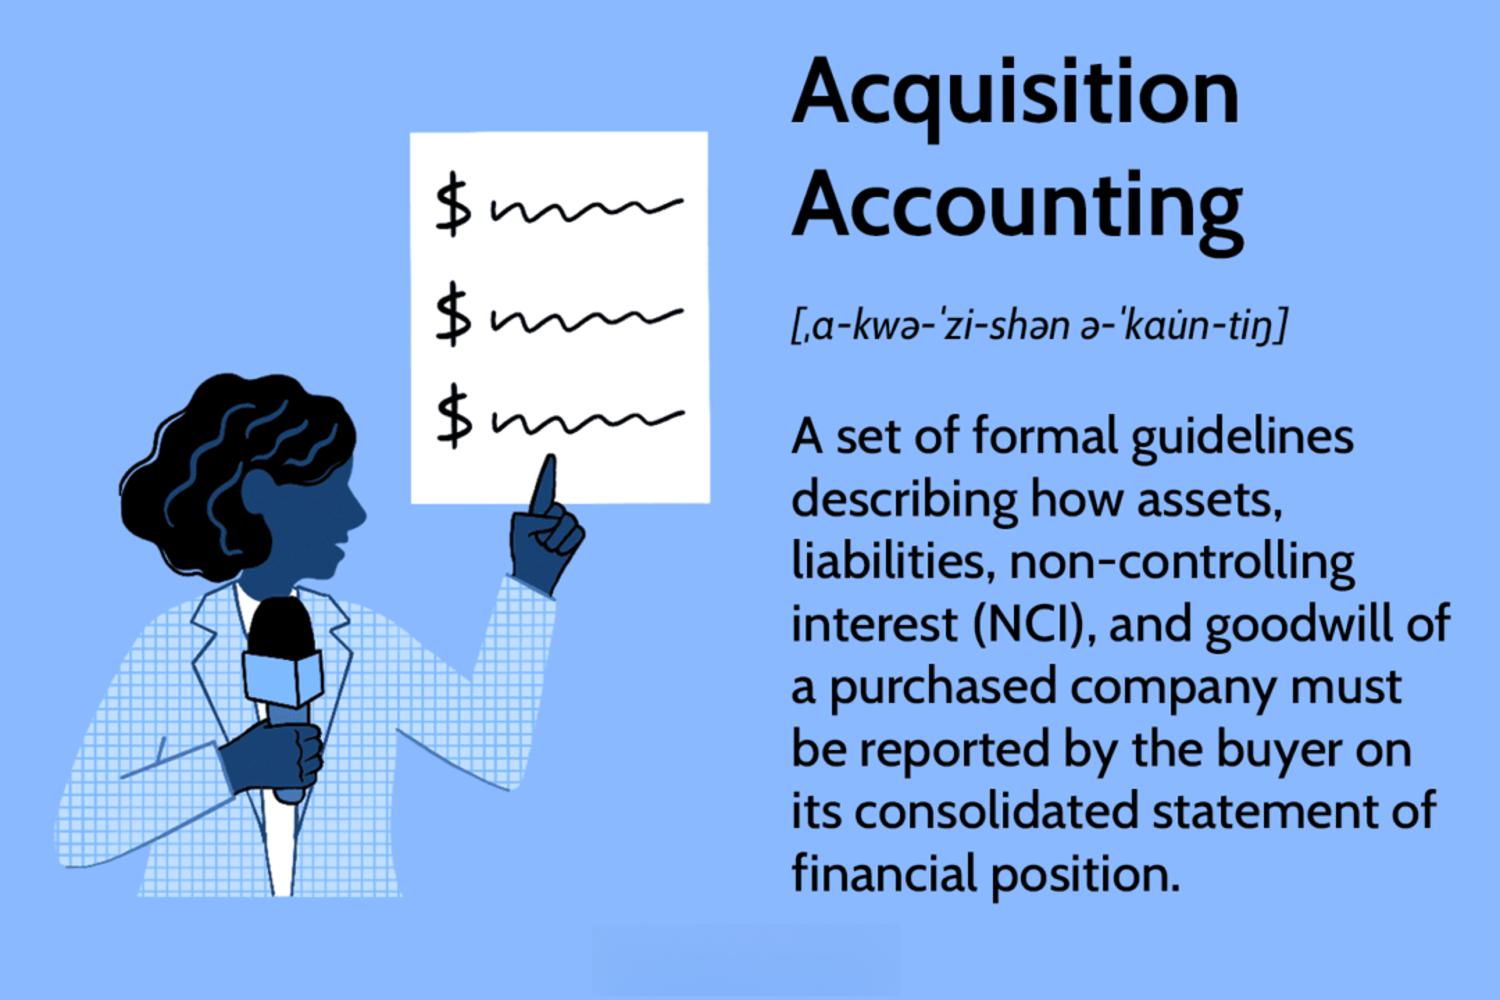 $
$
$
Acquisition
Accounting
[ˌa-kwə-ˈzi-shən ə-ˈkau̇n-tiŋ]
A set of formal guidelines
describing how assets,
liabilities, non-controlling
interest (NCI), and goodwill of
a purchased company must
be reported by the buyer on
its consolidated statement of
financial position.